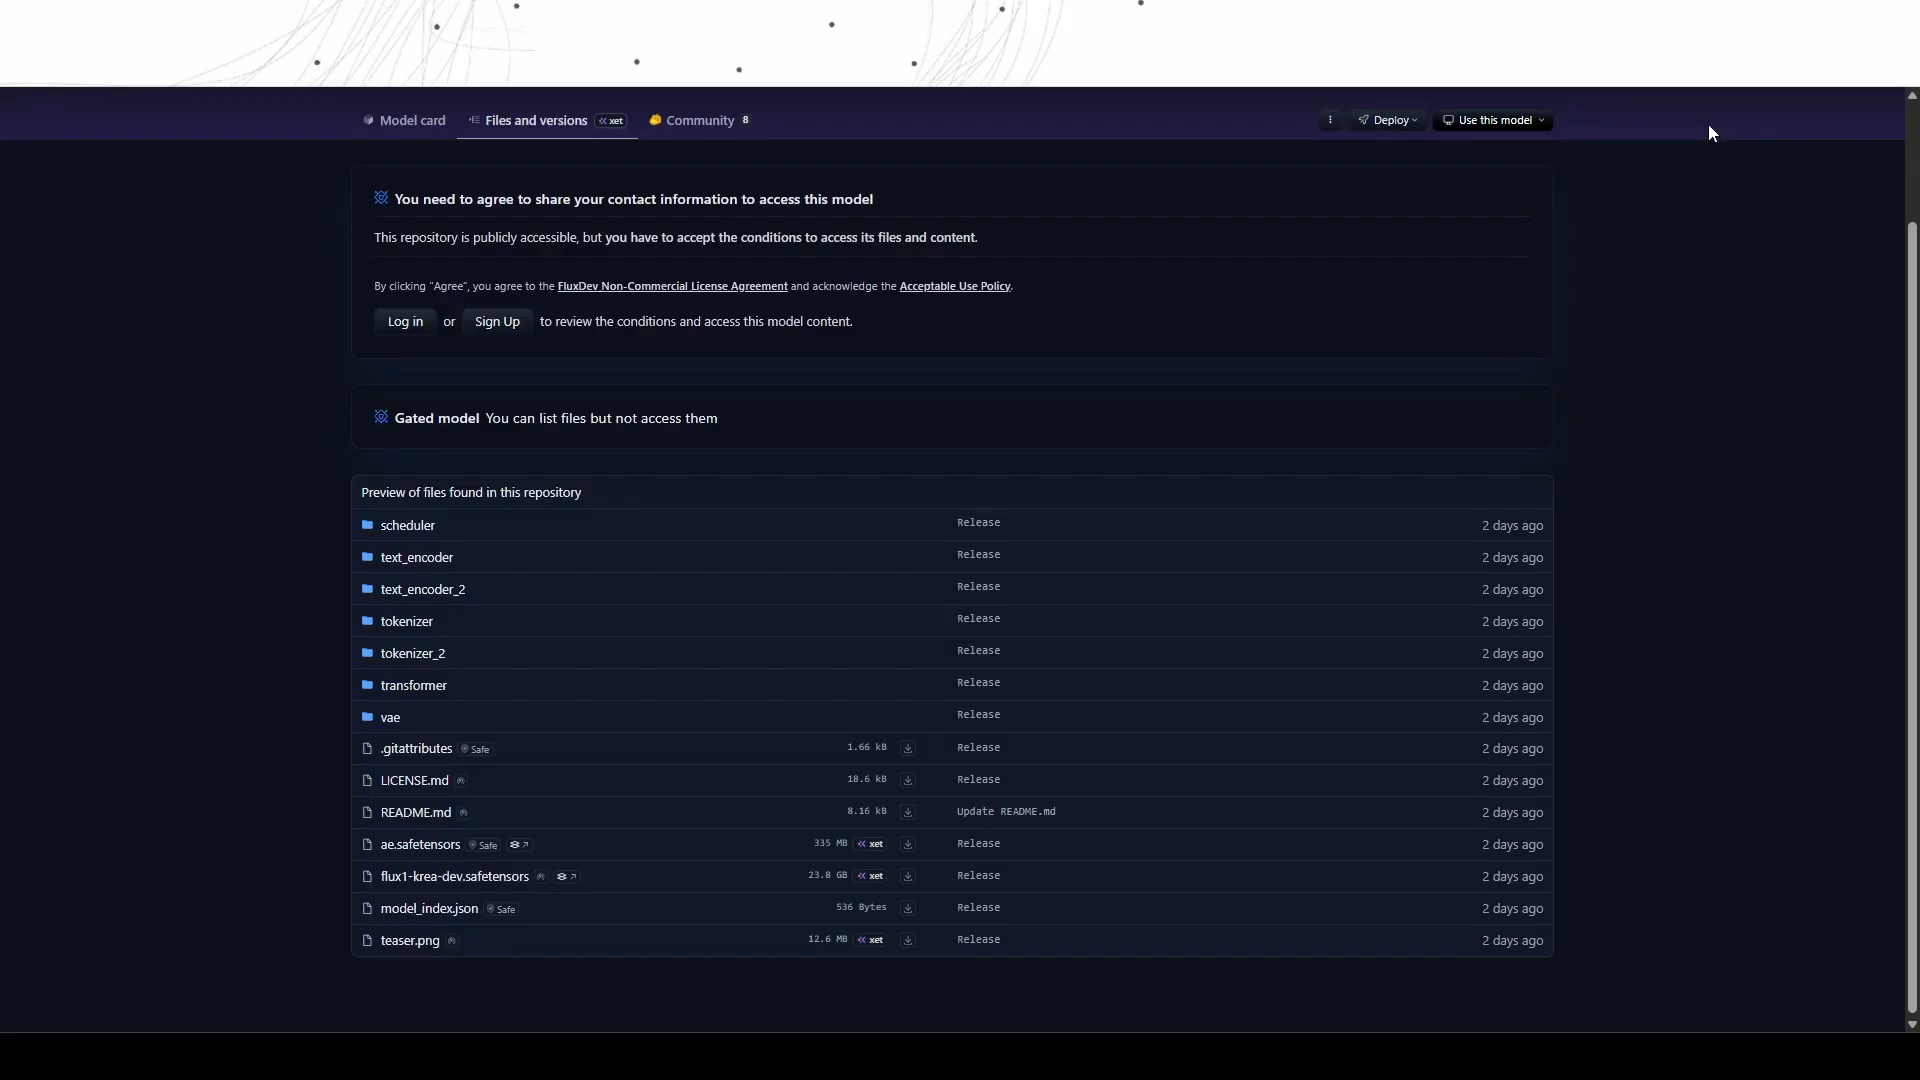 Model card Files and versions xet Community 8 Deploy Use this model
You need to agree to share your contact information to access this model
This repository is publicly accessible, but you have to accept the conditions to access its files and content.
By clicking "Agree", you agree to the FluxDev Non-Commercial License Agreement and acknowledge the Acceptable Use Policy.
Log in or Sign Up to review the conditions and access this model content.
Gated model You can list files but not access them
Preview of files found in this repository
scheduler Release 2 days ago
text_encoder Release 2 days ago
text_encoder_2 Release 2 days ago
tokenizer Release 2 days ago
tokenizer_2 Release 2 days ago
transformer Release 2 days ago
vae Release 2 days ago
.gitattributes Safe 1.66 kB Release 2 days ago
LICENSE.md 18.6 kB Release 2 days ago
README.md 8.16 kB Update README.md 2 days ago
ae.safetensors Safe 335 MB xet Release 2 days ago
flux1-krea-dev.safetensors 23.8 GB xet Release 2 days ago
model_index.json Safe 536 Bytes Release 2 days ago
teaser.png 12.6 MB xet Release 2 days ago